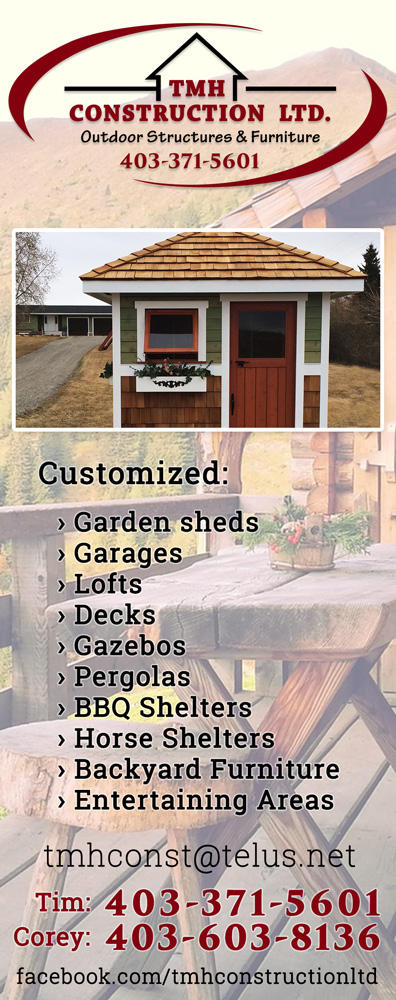 TMH
CONSTRUCTION LTD.
Outdoor Structures & Furniture
403-371-5601
Customized:
› Garden sheds
› Garages
› Lofts
› Decks
› Gazebos
› Pergolas
› BBQ Shelters
› Horse Shelters
› Backyard Furniture
› Entertaining Areas
tmhconst@telus.net
Tim: 403-371-5601
Corey: 403-603-8136
facebook.com/tmhconstructionltd